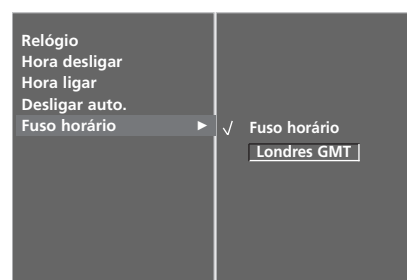 Relógio
Hora desligar
Hora ligar
Desligar auto.
Fuso horário ► √ Fuso horário
Londres GMT